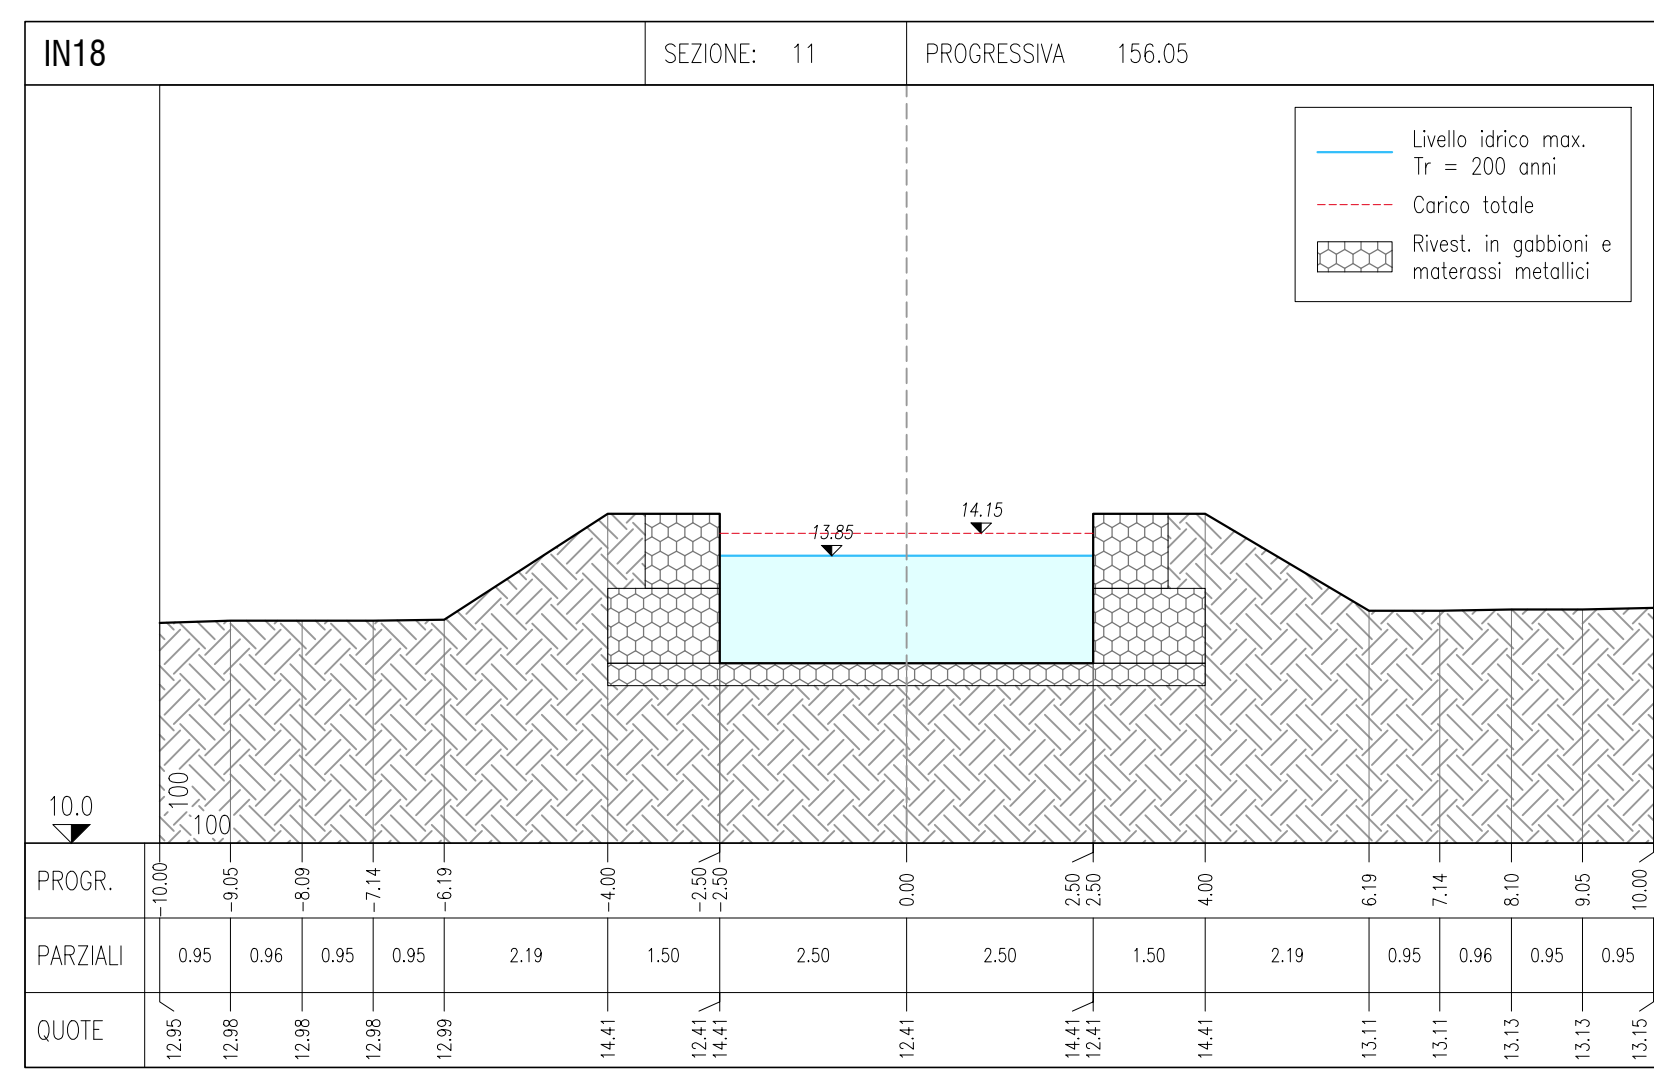 IN18
SEZIONE: 11
PROGRESSIVA 156.05
Livello idrico max.
Tr = 200 anni
Carico totale
Rivest. in gabbioni e
materassi metallici
14.15
13.85
100
100
10.0
PROGR. -10.00 -9.05 -8.09 -7.14 -6.19 -4.00 -2.50 -2.50 0.00 2.50 2.50 4.00 6.19 7.14 8.10 9.05 10.00
PARZIALI 0.95 0.96 0.95 0.95 2.19 1.50 2.50 2.50 1.50 2.19 0.95 0.96 0.95 0.95
QUOTE 12.95 12.98 12.98 12.98 12.99 14.41 12.41 14.41 12.41 14.41 12.41 14.41 13.11 13.11 13.13 13.13 13.15